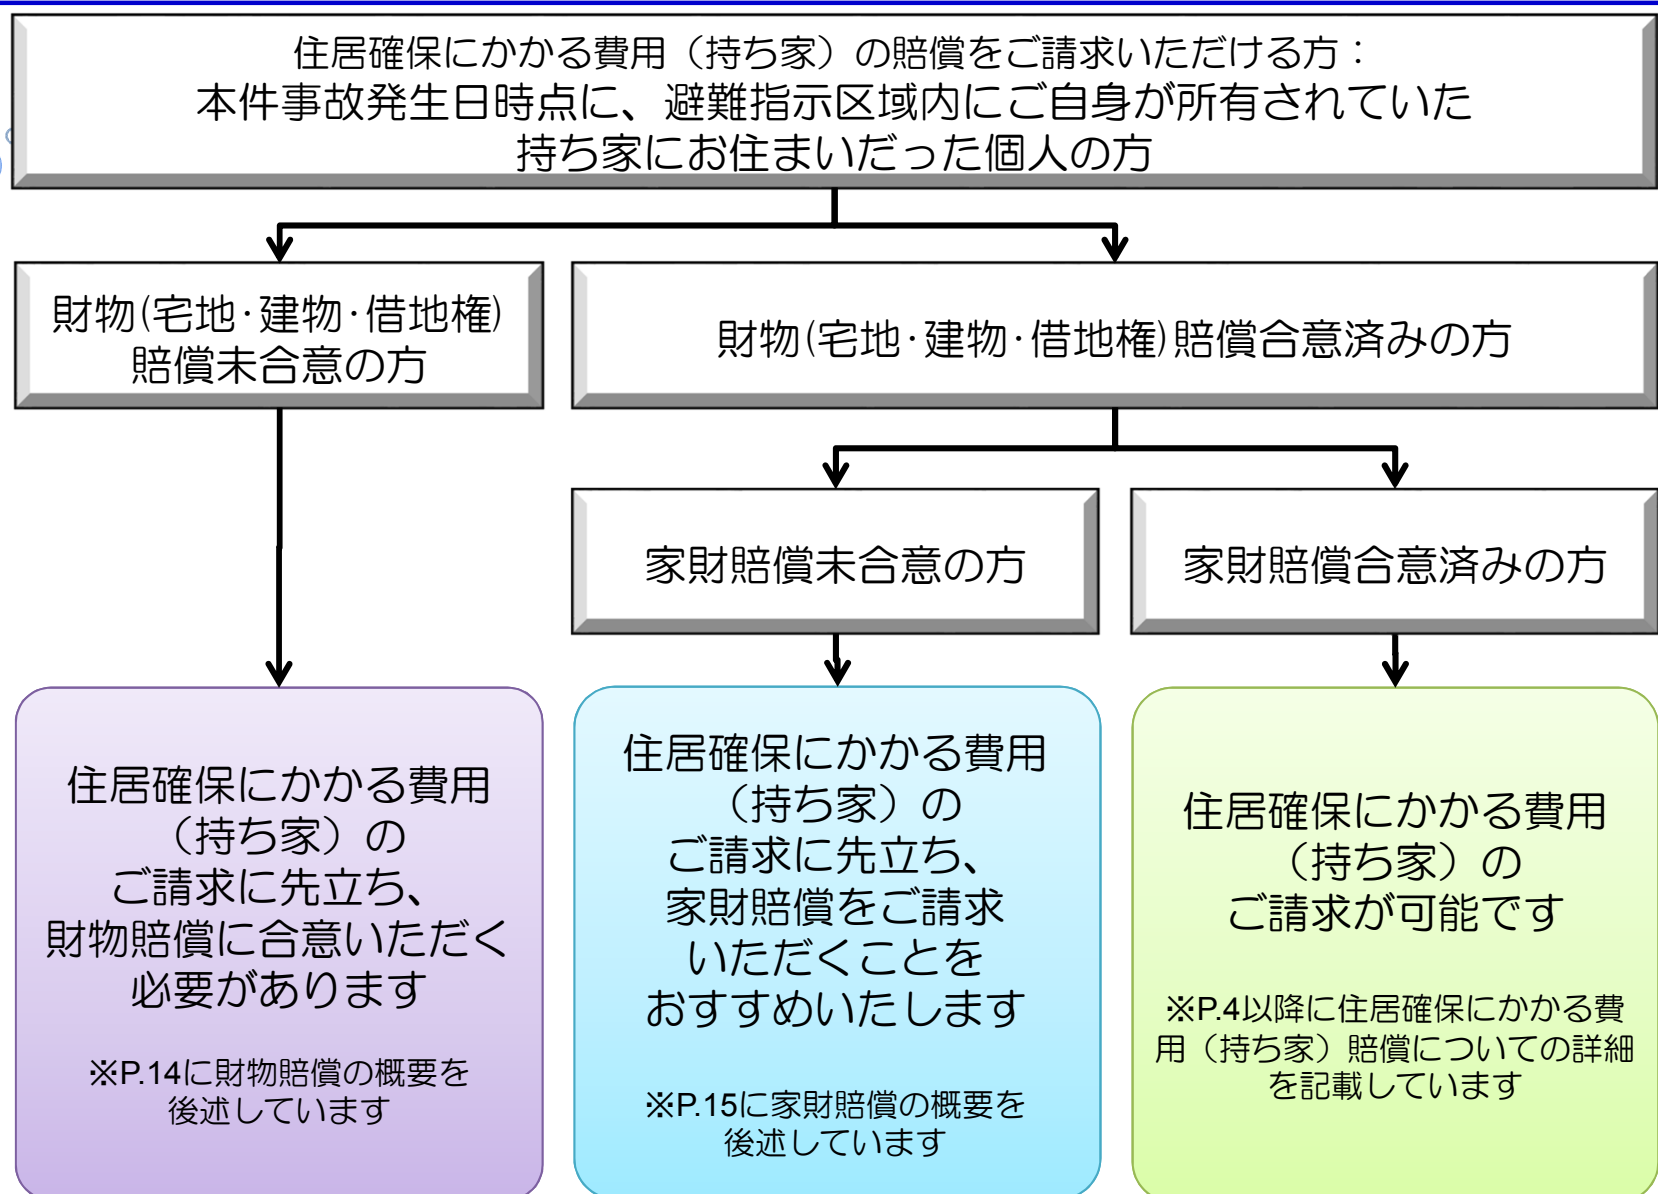 住居確保にかかる費用（持ち家）の賠償をご請求いただける方：
本件事故発生日時点に、避難指示区域内にご自身が所有されていた
持ち家にお住まいだった個人の方
財物(宅地･建物･借地権)
賠償未合意の方
財物(宅地･建物･借地権)賠償合意済みの方
家財賠償未合意の方
家財賠償合意済みの方
住居確保にかかる費用
（持ち家）の
ご請求に先立ち、
財物賠償に合意いただく
必要があります
※P.14に財物賠償の概要を
後述しています
住居確保にかかる費用
（持ち家）の
ご請求に先立ち、
家財賠償をご請求
いただくことを
おすすめいたします
※P.15に家財賠償の概要を
後述しています
住居確保にかかる費用
（持ち家）の
ご請求が可能です
※P.4以降に住居確保にかかる費
用（持ち家）賠償についての詳細
を記載しています